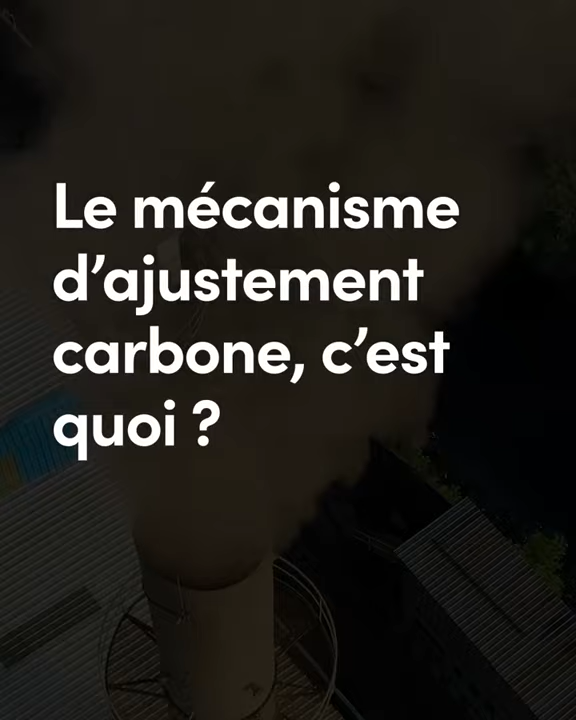 Le mécanisme
d’ajustement
carbone, c’est
quoi ?